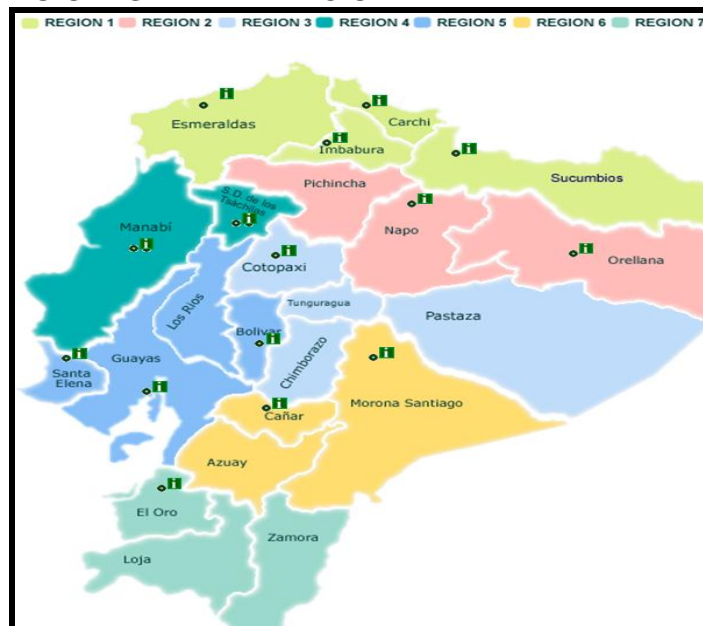 REGION 1 REGION 2 REGION 3 REGION 4 REGION 5 REGION 6 REGION 7
Esmeraldas
Carchi
Imbabura
Sucumbios
Pichincha
S.D. de los
Tsáchilas
Manabí
Napo
Orellana
Cotopaxi
Los Rios
Tunguragua
Pastaza
Bolivar
Guayas
Chimborazo
Santa
Elena
Morona Santiago
Cañar
Azuay
El Oro
Zamora
Loja